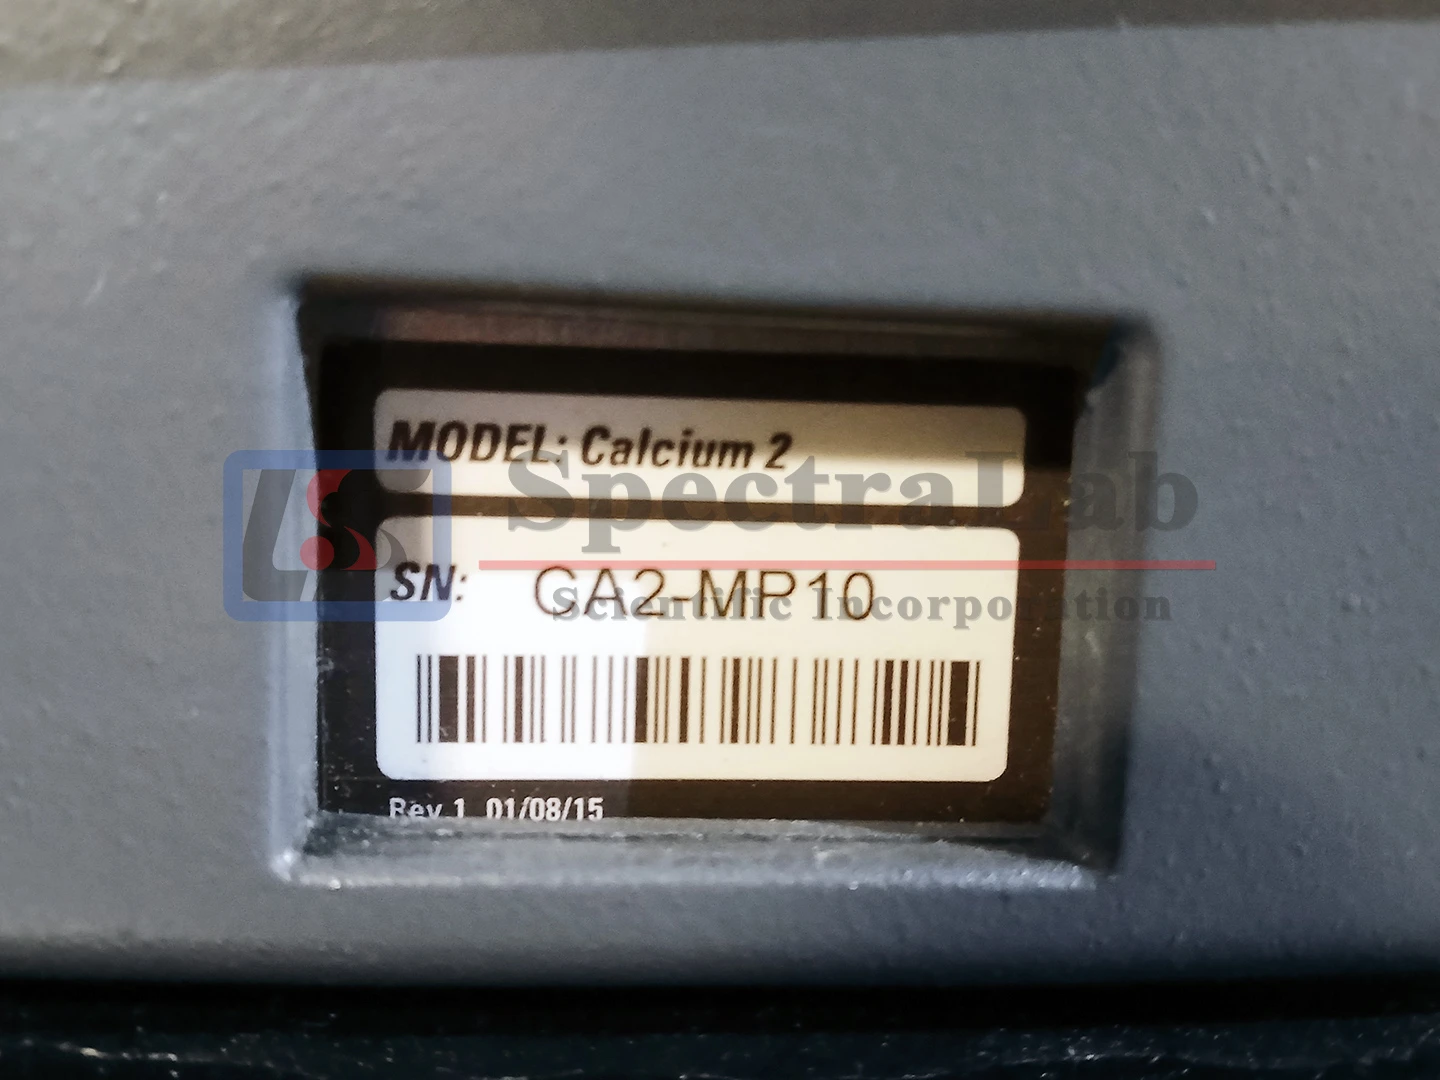 MODEL: Calcium 2
SpectraLab
SN: CA2-MP10
Scientific Incorporation
Rev 1 01/08/15